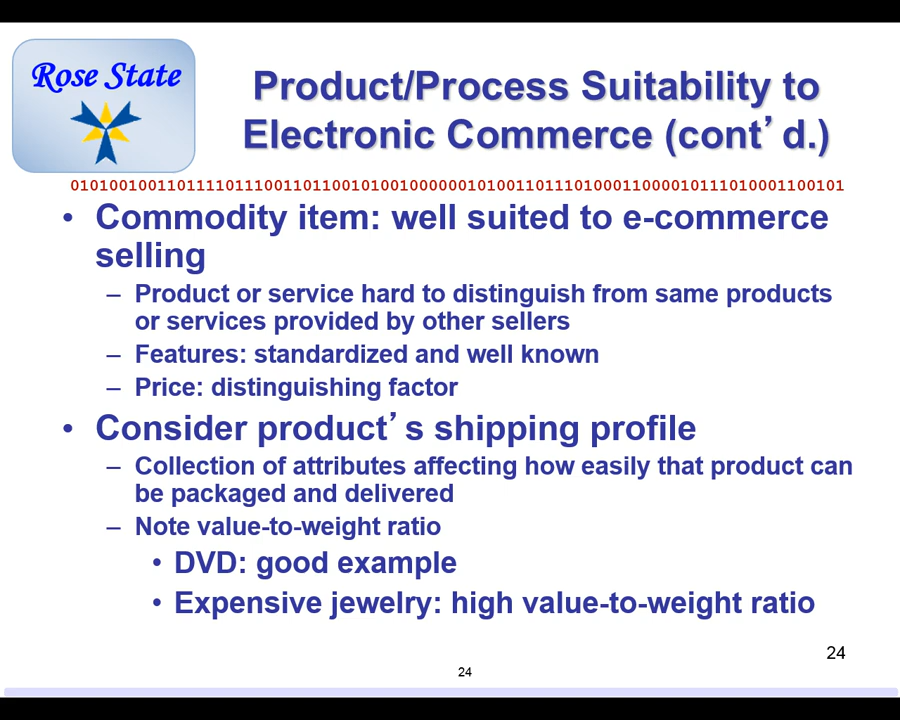 Rose State
Product/Process Suitability to
Electronic Commerce (cont’d.)
01010010011011110111001101100101001000000101001101110100011000010111010001100101
• Commodity item: well suited to e-commerce
selling
– Product or service hard to distinguish from same products
or services provided by other sellers
– Features: standardized and well known
– Price: distinguishing factor
• Consider product’s shipping profile
– Collection of attributes affecting how easily that product can
be packaged and delivered
– Note value-to-weight ratio
• DVD: good example
• Expensive jewelry: high value-to-weight ratio
24
24